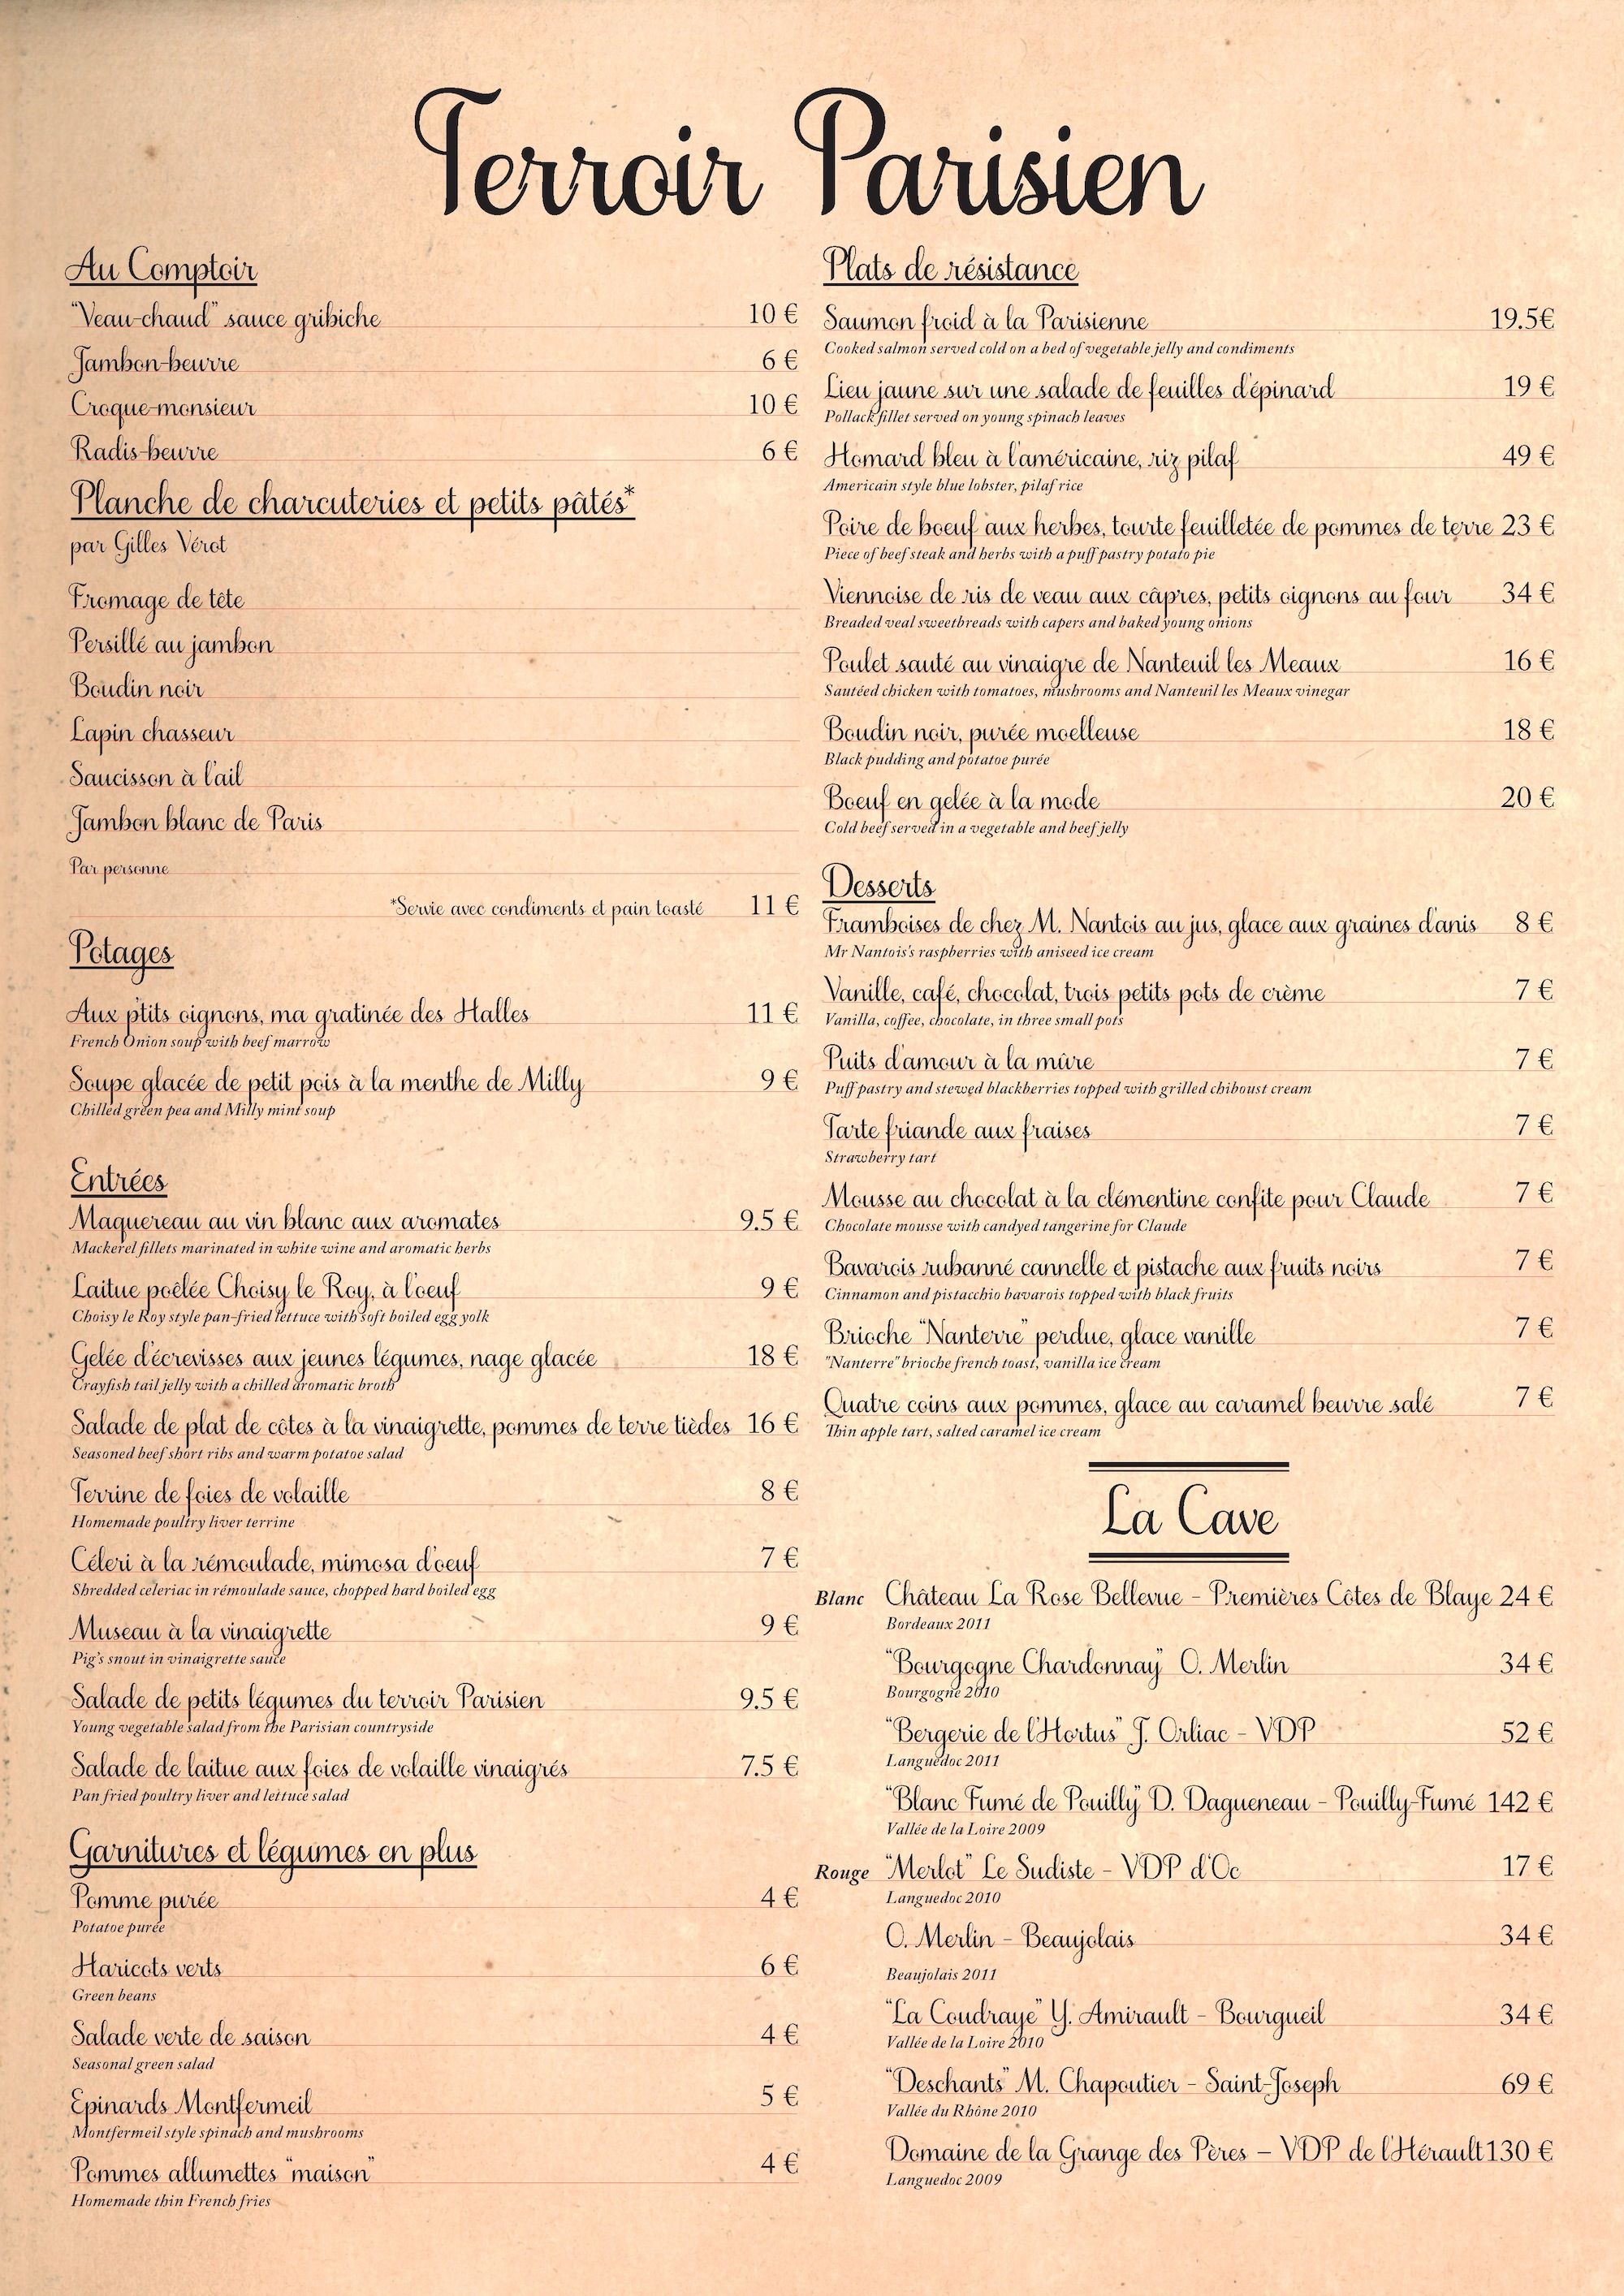 Terroir Parisien
Au Comptoir
"Veau-chaud" sauce gribiche 10 €
Jambon-beurre 6 €
Croque-monsieur 10 €
Radis-beurre 6 €
Planche de charcuteries et petits pâtés*
par Gilles Vérot
Fromage de tête
Persillé au jambon
Boudin noir
Lapin chasseur
Saucisson à l'ail
Jambon blanc de Paris
Par personne
*Servie avec condiments et pain toasté 11 €
Potages
Aux ptits oignons, ma gratinée des Halles 11 €
French Onion soup with beef marrow
Soupe glacée de petit pois à la menthe de Milly 9 €
Chilled green pea and Milly mint soup
Entrées
Maquereau au vin blanc aux aromates 9.5 €
Mackerel fillets marinated in white wine and aromatic herbs
Laitue poêlée Choisy le Roy, à l'oeuf 9 €
Choisy le Roy style pan-fried lettuce with soft boiled egg yolk
Gelée d'écrevisses aux jeunes légumes, nage glacée 18 €
Crayfish tail jelly with a chilled aromatic broth
Salade de plat de côtes à la vinaigrette, pommes de terre tièdes 16 €
Seasoned beef short ribs and warm potatoe salad
Terrine de foies de volaille 8 €
Homemade poultry liver terrine
Céleri à la rémoulade, mimosa d'oeuf 7 €
Shredded celeriac in rémoulade sauce, chopped hard boiled egg
Museau à la vinaigrette 9 €
Pig's snout in vinaigrette sauce
Salade de petits légumes du terroir Parisien 9.5 €
Young vegetable salad from the Parisian countryside
Salade de laitue aux foies de volaille vinaigrés 7.5 €
Pan fried poultry liver and lettuce salad
Garnitures et légumes en plus
Pomme purée 4 €
Potatoe purée
Haricots verts 6 €
Green beans
Salade verte de saison 4 €
Seasonal green salad
Epinards Montfermeil 5 €
Montfermeil style spinach and mushrooms
Pommes allumettes "maison" 4 €
Homemade thin French fries
Plats de résistance
Saumon froid à la Parisienne 19.5€
Cooked salmon served cold on a bed of vegetable jelly and condiments
Lieu jaune sur une salade de feuilles d'épinard 19 €
Pollack fillet served on young spinach leaves
Homard bleu à l'américaine, riz pilaf 49 €
Americain style blue lobster, pilaf rice
Poire de boeuf aux herbes, tourte feuilletée de pommes de terre 23 €
Piece of beef steak and herbs with a puff pastry potato pie
Viennoise de ris de veau aux câpres, petits oignons au four 34 €
Breaded veal sweetbreads with capers and baked young onions
Poulet sauté au vinaigre de Nanteuil les Meaux 16 €
Sautéed chicken with tomatoes, mushrooms and Nanteuil les Meaux vinegar
Boudin noir, purée moelleuse 18 €
Black pudding and potatoe purée
Boeuf en gelée à la mode 20 €
Cold beef served in a vegetable and beef jelly
Desserts
Framboises de chez M. Nantois au jus, glace aux graines d'anis 8 €
Mr Nantois's raspberries with aniseed ice cream
Vanille, café, chocolat, trois petits pots de crème 7 €
Vanilla, coffee, chocolate, in three small pots
Puits d'amour à la mûre 7 €
Puff pastry and stewed blackberries topped with grilled chiboust cream
Tarte friande aux fraises 7 €
Strawberry tart
Mousse au chocolat à la clémentine confite pour Claude 7 €
Chocolate mousse with candyed tangerine for Claude
Bavarois rubanné cannelle et pistache aux fruits noirs 7 €
Cinnamon and pistacchio bavarois topped with black fruits
Brioche "Nanterre" perdue, glace vanille 7 €
"Nanterre" brioche french toast, vanilla ice cream
Quatre coins aux pommes, glace au caramel beurre salé 7 €
Thin apple tart, salted caramel ice cream
La Cave
Blanc Château La Rose Bellevue - Premières Côtes de Blaye 24 €
Bordeaux 2011
"Bourgogne Chardonnay" O. Merlin 34 €
Bourgogne 2010
"Bergerie de l'Hortus" J. Orliac - VDP 52 €
Languedoc 2011
"Blanc Fumé de Pouilly" D. Dagueneau - Pouilly-Fumé 142 €
Vallée de la Loire 2009
Rouge "Merlot" Le Sudiste - VDP d'Oc 17 €
Languedoc 2010
O. Merlin - Beaujolais 34 €
Beaujolais 2011
"La Coudraye" Y. Amirault - Bourgueil 34 €
Vallée de la Loire 2010
"Deschants" M. Chapoutier - Saint-Joseph 69 €
Vallée du Rhône 2010
Domaine de la Grange des Pères – VDP de l'Hérault 130 €
Languedoc 2009